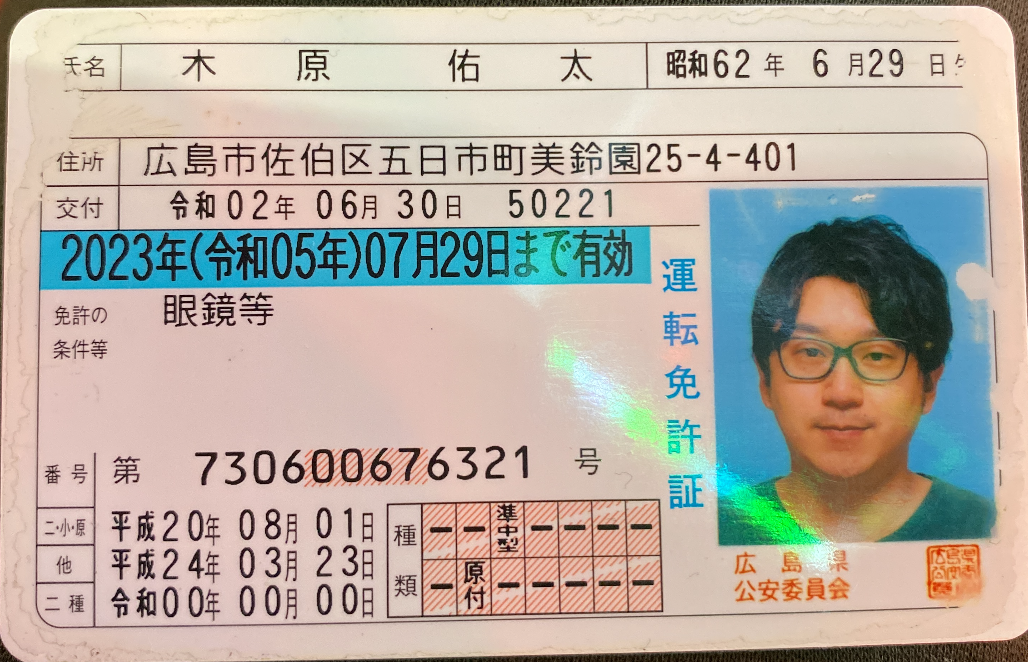 氏名 木原 佑太 昭和62年 6月29日生
住所 広島市佐伯区五日市町美鈴園25-4-401
交付 令和02年 06月 30日 50221
2023年(令和05年)07月29日まで有効
免許の 眼鏡等
条件等
運転免許証
番号 第 730600676321 号
二・小・原 平成20年 08月 01日
他 平成24年 03月 23日
二種 令和00年 00月 00日
種類 ー ー 準中型 ー ー ー ー
ー 原付 ー ー ー ー ー
広島県
公安委員会